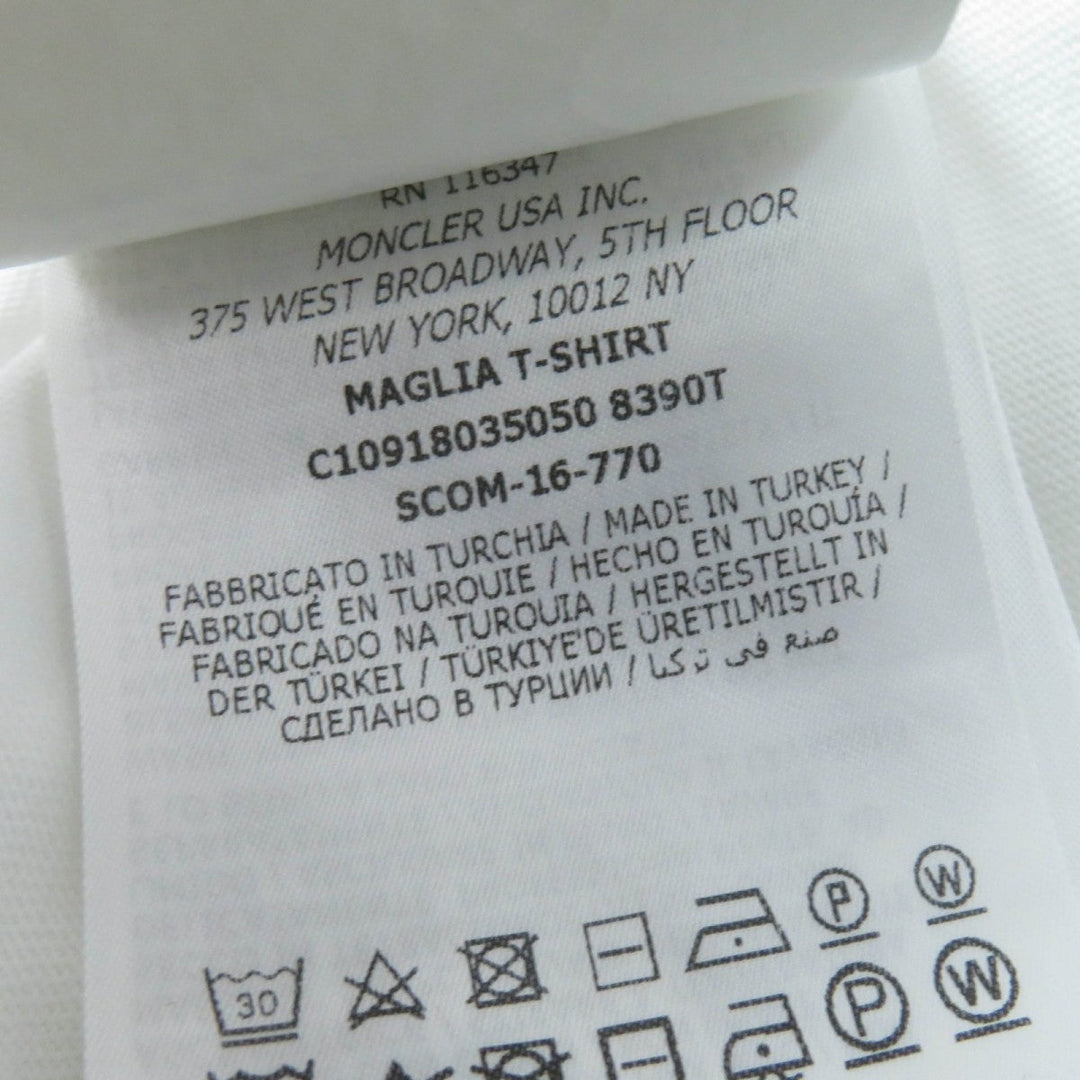 RN 116347
MONCLER USA INC.
375 WEST BROADWAY, 5TH FLOOR
NEW YORK, 10012 NY
MAGLIA T-SHIRT
C10918035050 8390T
SCOM-16-770
FABBRICATO IN TURCHIA / MADE IN TURKEY /
FABRIQUÉ EN TURQUIE / HECHO EN TURQUÍA /
FABRICADO NA TURQUIA / HERGESTELLT IN
DER TÜRKEI / TÜRKIYE'DE ÜRETILMIŞTIR /
СДЕЛАНО В ТУРЦИИ / صنع في تركيا
30 P W
P W